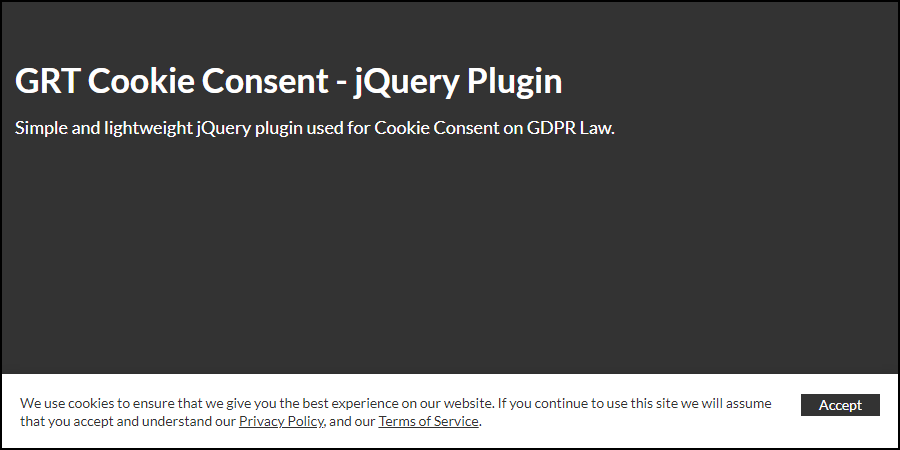 GRT Cookie Consent - jQuery Plugin
Simple and lightweight jQuery plugin used for Cookie Consent on GDPR Law.
We use cookies to ensure that we give you the best experience on our website. If you continue to use this site we will assume
that you accept and understand our Privacy Policy, and our Terms of Service.
Accept